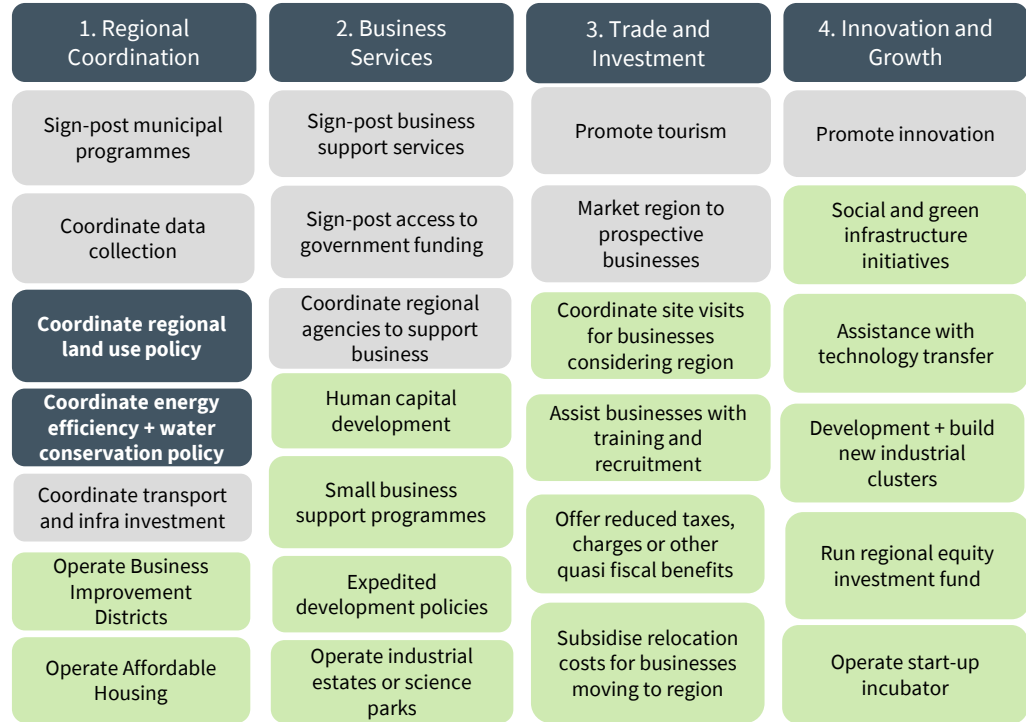 1. Regional
Coordination
Sign-post municipal
programmes
Coordinate data
collection
Coordinate regional
land use policy
Coordinate energy
efficiency + water
conservation policy
Coordinate transport
and infra investment
Operate Business
Improvement
Districts
Operate Affordable
Housing
2. Business
Services
Sign-post business
support services
Sign-post access to
government funding
Coordinate regional
agencies to support
business
Human capital
development
Small business
support programmes
Expedited
development policies
Operate industrial
estates or science
parks
3. Trade and
Investment
Promote tourism
Market region to
prospective
businesses
Coordinate site visits
for businesses
considering region
Assist businesses with
training and
recruitment
Offer reduced taxes,
charges or other
quasi fiscal benefits
Subsidise relocation
costs for businesses
moving to region
4. Innovation and
Growth
Promote innovation
Social and green
infrastructure
initiatives
Assistance with
technology transfer
Development + build
new industrial
clusters
Run regional equity
investment fund
Operate start-up
incubator